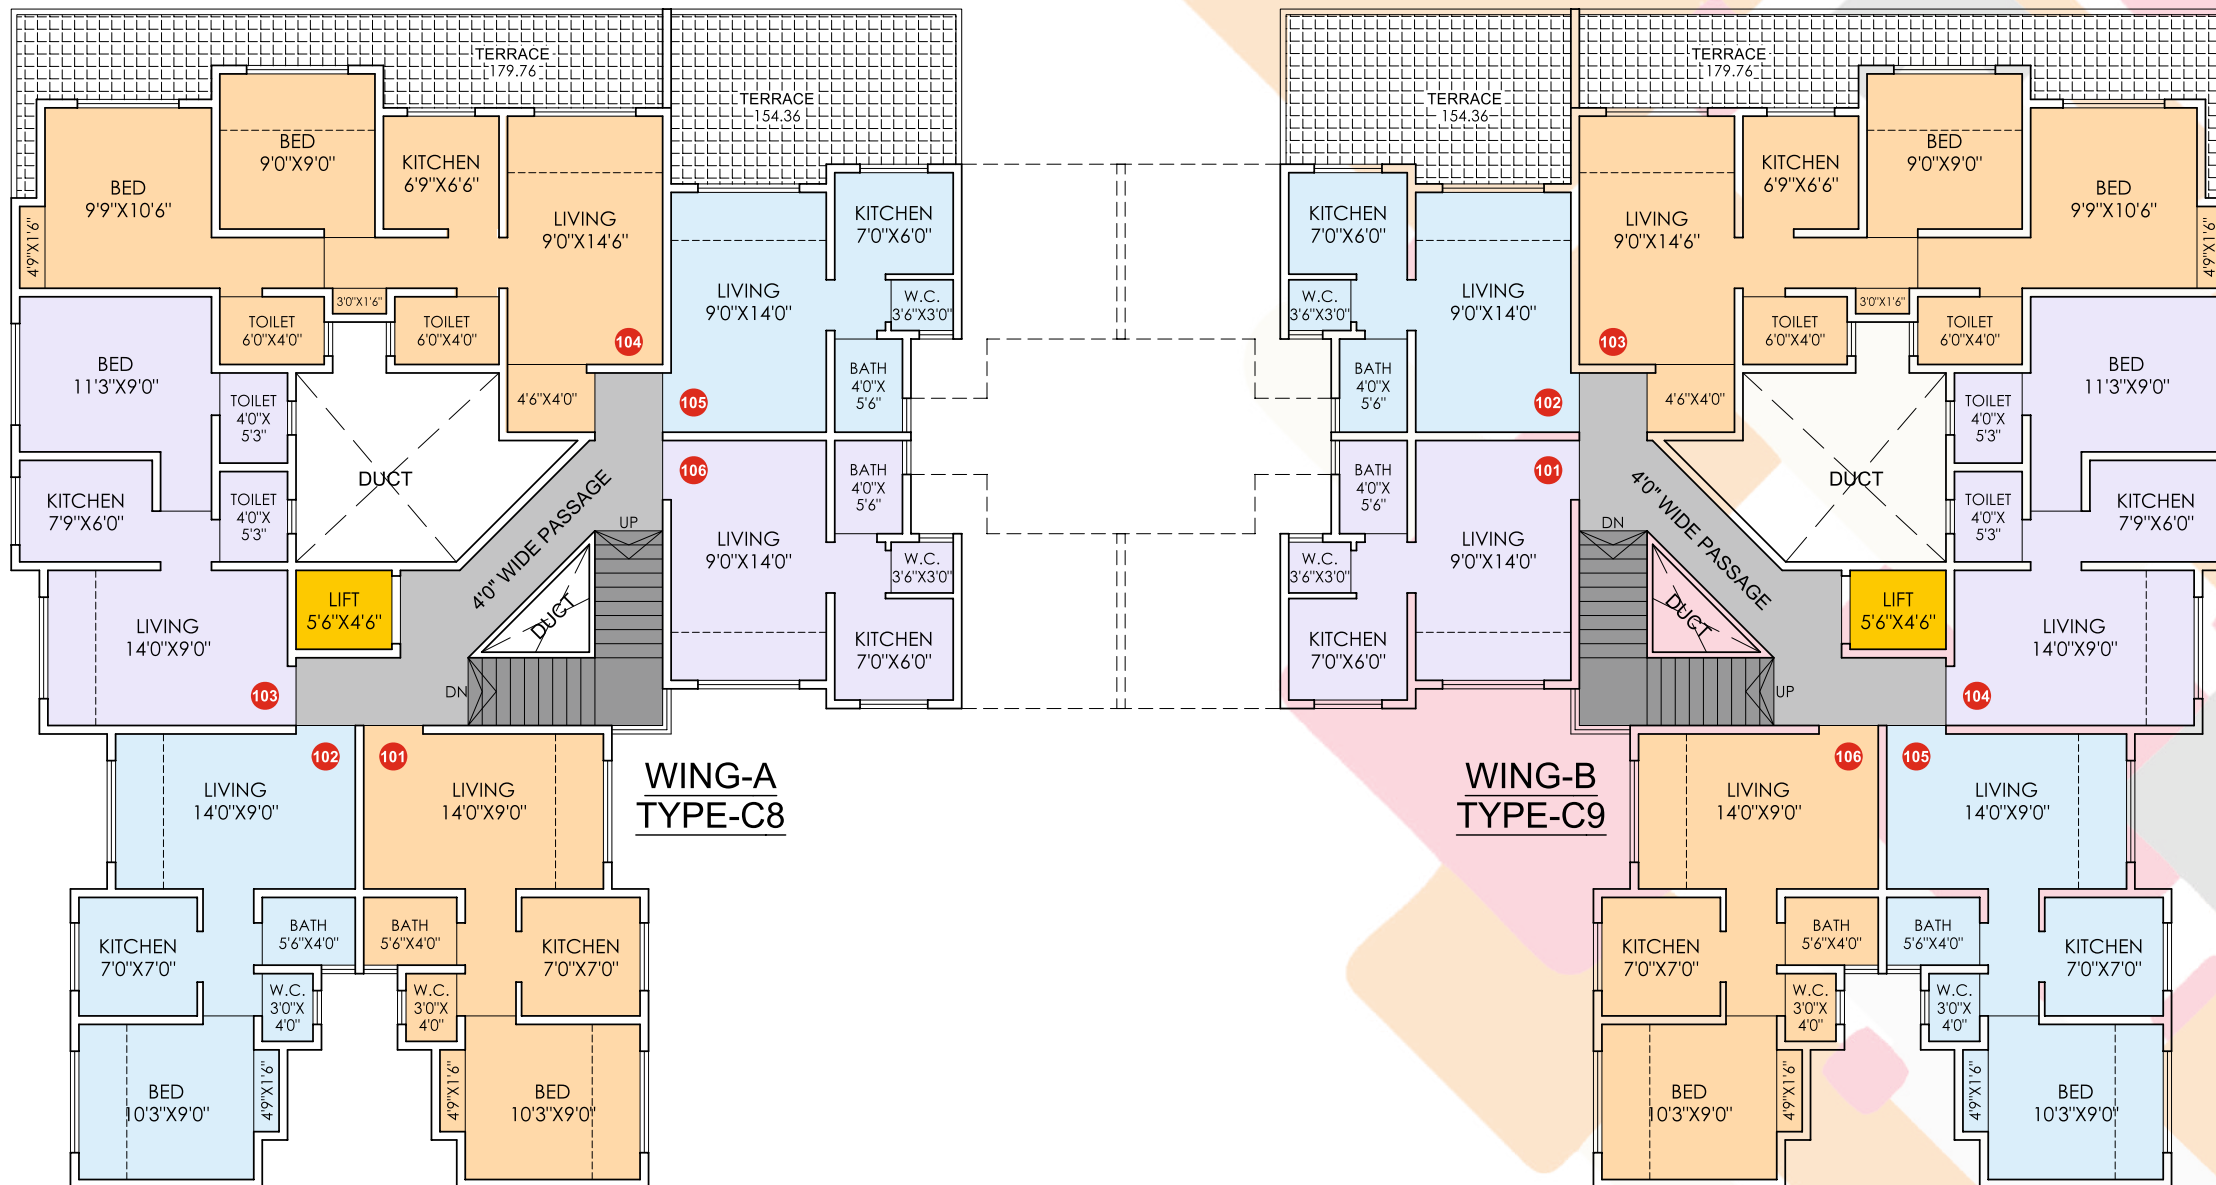 TERRACE
179.76
TERRACE
154.36
BED
9'0"X9'0"
KITCHEN
6'9"X6'6"
BED
9'9"X10'6"
LIVING
9'0"X14'6"
4'9"X1'6"
KITCHEN
7'0"X6'0"
LIVING
9'0"X14'0"
W.C.
3'6"X3'0"
3'0"X1'6"
TOILET
6'0"X4'0"
TOILET
6'0"X4'0"
104
BED
11'3"X9'0"
BATH
4'0"X
5'6"
TOILET
4'0"X
5'3"
4'6"X4'0"
105
DUCT
106
BATH
4'0"X
5'6"
KITCHEN
7'9"X6'0"
TOILET
4'0"X
5'3"
4'0" WIDE PASSAGE
UP
LIVING
9'0"X14'0"
W.C.
3'6"X3'0"
LIFT
5'6"X4'6"
DUCT
LIVING
14'0"X9'0"
KITCHEN
7'0"X6'0"
103
DN
102
101
WING-A
TYPE-C8
LIVING
14'0"X9'0"
LIVING
14'0"X9'0"
KITCHEN
7'0"X7'0"
BATH
5'6"X4'0"
BATH
5'6"X4'0"
KITCHEN
7'0"X7'0"
W.C.
3'0"X
4'0"
W.C.
3'0"X
4'0"
BED
10'3"X9'0"
4'9"X1'6"
4'9"X1'6"
BED
10'3"X9'0"
TERRACE
154.36
TERRACE
179.76
KITCHEN
6'9"X6'6"
BED
9'0"X9'0"
BED
9'9"X10'6"
KITCHEN
7'0"X6'0"
LIVING
9'0"X14'6"
4'9"X1'6"
W.C.
3'6"X3'0"
LIVING
9'0"X14'0"
3'0"X1'6"
TOILET
6'0"X4'0"
TOILET
6'0"X4'0"
103
BATH
4'0"X
5'6"
BED
11'3"X9'0"
102
4'6"X4'0"
TOILET
4'0"X
5'3"
BATH
4'0"X
5'6"
101
DUCT
4'0" WIDE PASSAGE
TOILET
4'0"X
5'3"
KITCHEN
7'9"X6'0"
DN
LIVING
9'0"X14'0"
W.C.
3'6"X3'0"
DUCT
LIFT
5'6"X4'6"
LIVING
14'0"X9'0"
KITCHEN
7'0"X6'0"
UP
104
106
105
WING-B
TYPE-C9
LIVING
14'0"X9'0"
LIVING
14'0"X9'0"
KITCHEN
7'0"X7'0"
BATH
5'6"X4'0"
BATH
5'6"X4'0"
KITCHEN
7'0"X7'0"
W.C.
3'0"X
4'0"
W.C.
3'0"X
4'0"
BED
10'3"X9'0"
4'9"X1'6"
4'9"X1'6"
BED
10'3"X9'0"